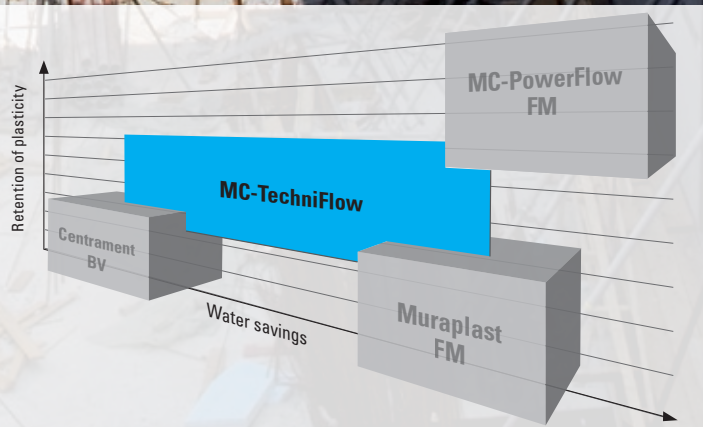 Retention of plasticity
MC-PowerFlow
FM
MC-TechniFlow
Centrament
BV
Water savings
Muraplast
FM